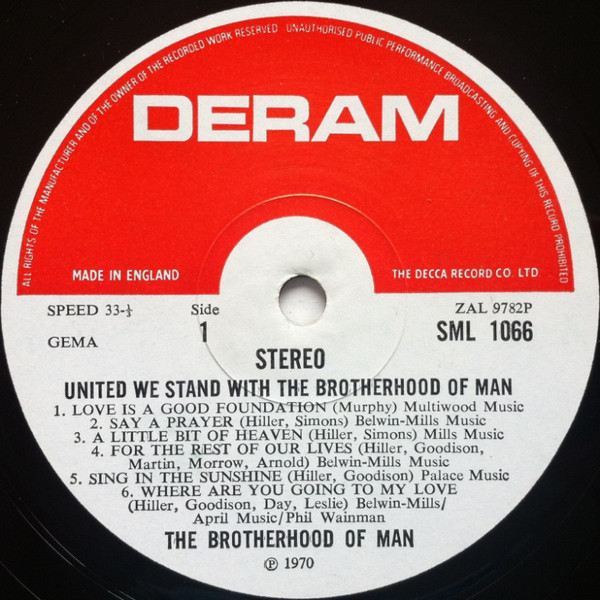 ALL RIGHTS OF THE MANUFACTURER AND OF THE OWNER OF THE RECORDED WORK RESERVED UNAUTHORISED PUBLIC PERFORMANCE BROADCASTING AND COPYING OF THIS RECORD PROHIBITED
DERAM
MADE IN ENGLAND THE DECCA RECORD CO. LTD
SPEED 33-⅓ Side ZAL 9782P
GEMA 1 SML 1066
STEREO
UNITED WE STAND WITH THE BROTHERHOOD OF MAN
1. LOVE IS A GOOD FOUNDATION (Murphy) Multiwood Music
2. SAY A PRAYER (Hiller, Simons) Belwin-Mills Music
3. A LITTLE BIT OF HEAVEN (Hiller, Simons) Mills Music
4. FOR THE REST OF OUR LIVES (Hiller, Goodison,
Martin, Morrow, Arnold) Belwin-Mills Music
5. SING IN THE SUNSHINE (Hiller, Goodison) Palace Music
6. WHERE ARE YOU GOING TO MY LOVE
(Hiller, Goodison, Day, Leslie) Belwin-Mills/
April Music/Phil Wainman
THE BROTHERHOOD OF MAN
℗ 1970